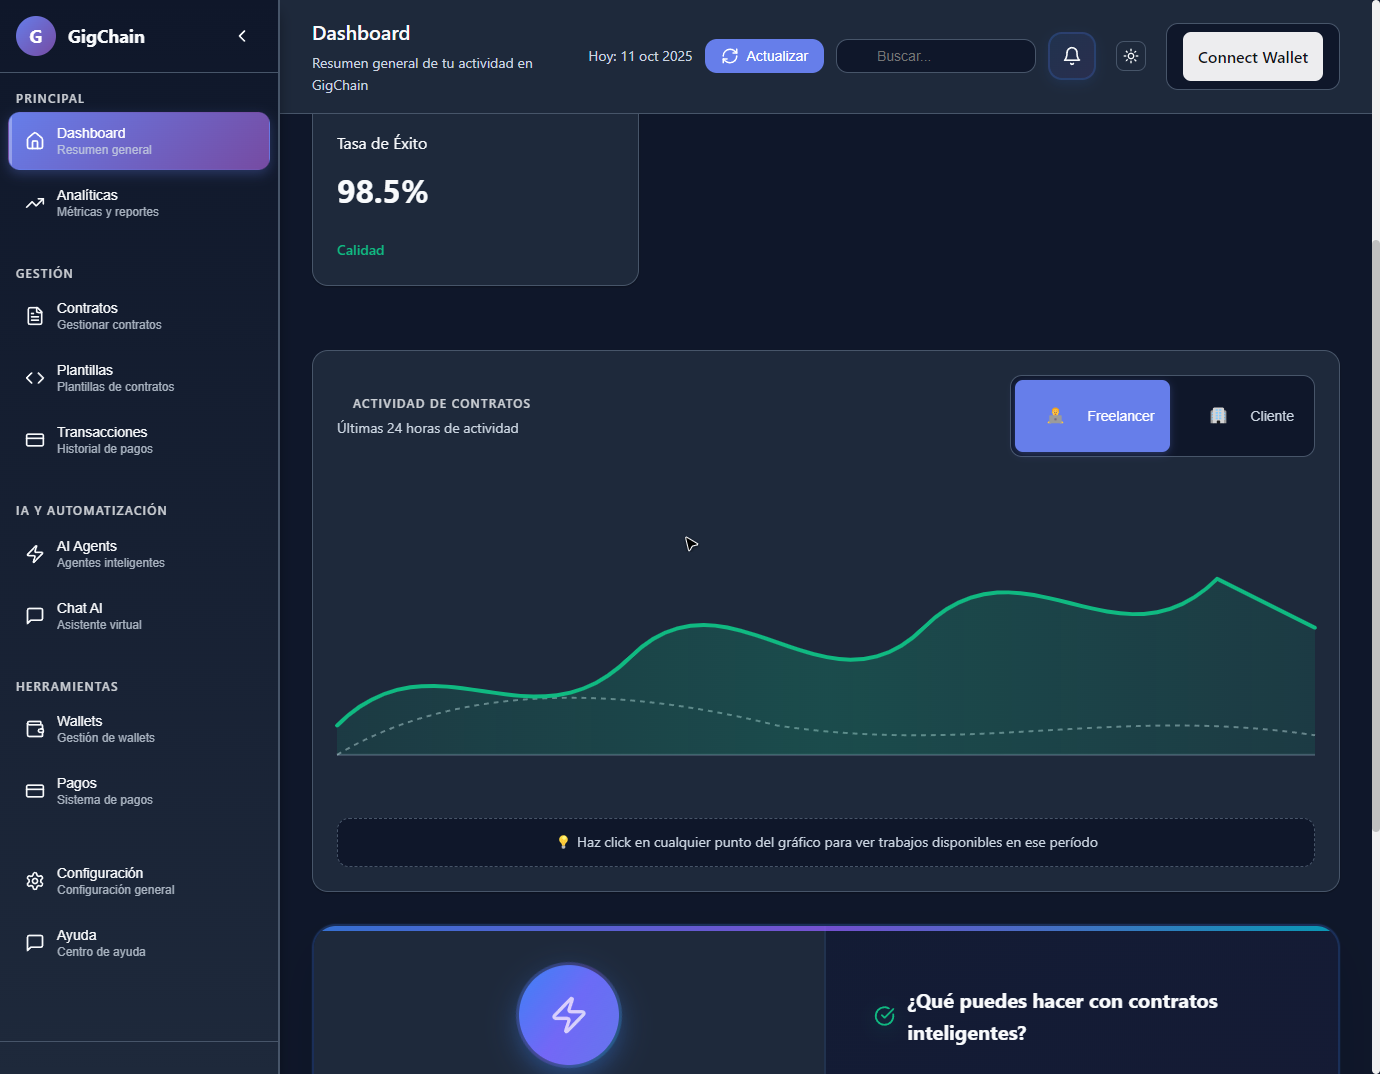 G
GigChain
PRINCIPAL
Dashboard
Resumen general
Analíticas
Métricas y reportes
GESTIÓN
Contratos
Gestionar contratos
Plantillas
Plantillas de contratos
Transacciones
Historial de pagos
IA Y AUTOMATIZACIÓN
AI Agents
Agentes inteligentes
Chat AI
Asistente virtual
HERRAMIENTAS
Wallets
Gestión de wallets
Pagos
Sistema de pagos
Configuración
Configuración general
Ayuda
Centro de ayuda
Dashboard
Resumen general de tu actividad en
GigChain
Hoy: 11 oct 2025
Actualizar
Buscar...
Connect Wallet
Tasa de Éxito
98.5%
Calidad
ACTIVIDAD DE CONTRATOS
Últimas 24 horas de actividad
Freelancer
Cliente
Haz click en cualquier punto del gráfico para ver trabajos disponibles en ese período
¿Qué puedes hacer con contratos
inteligentes?